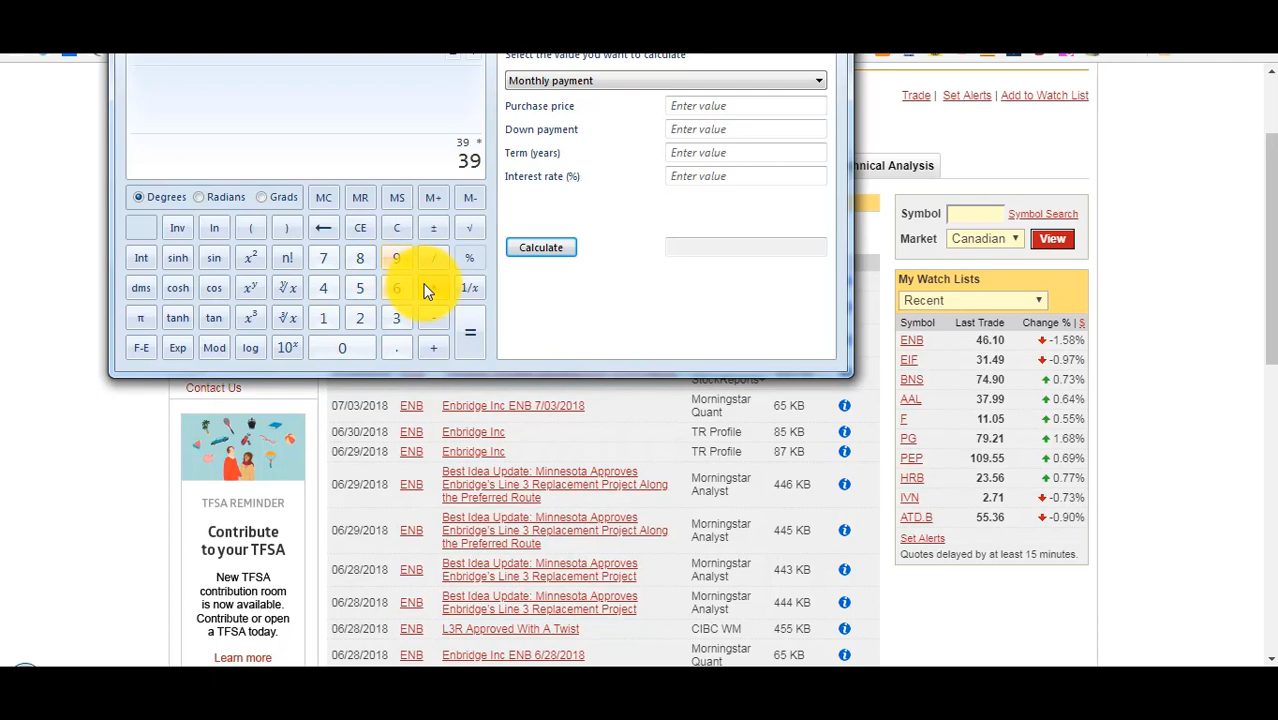 Select the value you want to calculate
Monthly payment
Purchase price Enter value
Down payment Enter value
Term (years) Enter value
Interest rate (%) Enter value
Calculate
39 *
39
Degrees Radians Grads MC MR MS M+ M-
Inv ln ( ) ← CE C ± √
Int sinh sin x² n! 7 8 9 / %
dms cosh cos xʸ ʸ√x 4 5 6 1/x
π tanh tan x³ ³√x 1 2 3 - =
F-E Exp Mod log 10ˣ 0 . +
Trade | Set Alerts | Add to Watch List
hnical Analysis
Symbol Symbol Search
Market Canadian View
My Watch Lists
Recent
Symbol Last Trade Change % | $
ENB 46.10 -1.58%
EIF 31.49 -0.97%
BNS 74.90 0.73%
AAL 37.99 0.64%
F 11.05 0.55%
PG 79.21 1.68%
PEP 109.55 0.69%
HRB 23.56 0.77%
IVN 2.71 -0.73%
ATD.B 55.36 -0.90%
Set Alerts
Quotes delayed by at least 15 minutes.
Contact Us
TFSA REMINDER
Contribute
to your TFSA
New TFSA
contribution room
is now available.
Contribute or open
a TFSA today.
Learn more
StockReports+
07/03/2018 ENB Enbridge Inc ENB 7/03/2018 Morningstar
Quant 65 KB
06/30/2018 ENB Enbridge Inc TR Profile 85 KB
06/29/2018 ENB Enbridge Inc TR Profile 87 KB
06/29/2018 ENB Best Idea Update: Minnesota Approves
Enbridge's Line 3 Replacement Project Along
the Preferred Route Morningstar
Analyst 446 KB
06/29/2018 ENB Best Idea Update: Minnesota Approves
Enbridge's Line 3 Replacement Project Along
the Preferred Route Morningstar
Analyst 445 KB
06/28/2018 ENB Best Idea Update: Minnesota Approves
Enbridge's Line 3 Replacement Project Morningstar
Analyst 443 KB
06/28/2018 ENB Best Idea Update: Minnesota Approves
Enbridge's Line 3 Replacement Project Morningstar
Analyst 444 KB
06/28/2018 ENB L3R Approved With A Twist CIBC WM 455 KB
06/28/2018 ENB Enbridge Inc ENB 6/28/2018 Morningstar
Quant 65 KB